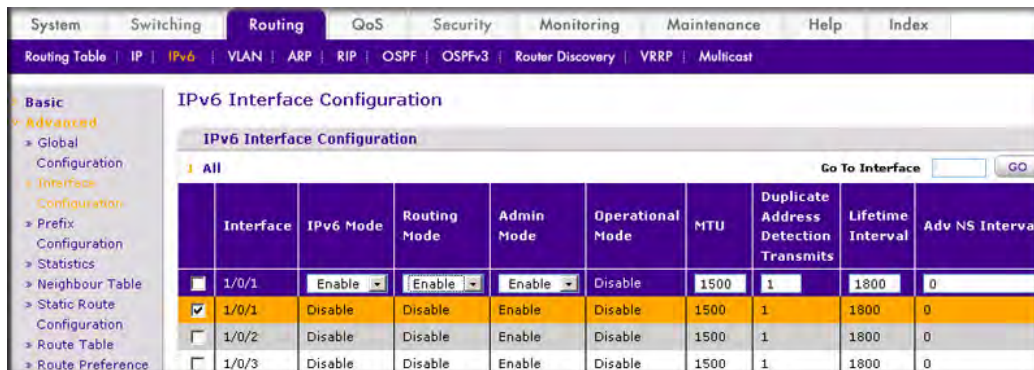 System Switching Routing QoS Security Monitoring Maintenance Help Index
Routing Table | IP | IPv6 | VLAN | ARP | RIP | OSPF | OSPFv3 | Router Discovery | VRRP | Multicast
Basic
Advanced
» Global
Configuration
» Interface
Configuration
» Prefix
Configuration
» Statistics
» Neighbour Table
» Static Route
Configuration
» Route Table
» Route Preference
IPv6 Interface Configuration
IPv6 Interface Configuration
1 All Go To Interface GO
Interface IPv6 Mode Routing Mode Admin Mode Operational Mode MTU Duplicate Address Detection Transmits Lifetime Interval Adv NS Interva
1/0/1 Enable Enable Enable Disable 1500 1 1800 0
1/0/1 Disable Disable Enable Disable 1500 1 1800 0
1/0/2 Disable Disable Enable Disable 1500 1 1800 0
1/0/3 Disable Disable Enable Disable 1500 1 1800 0